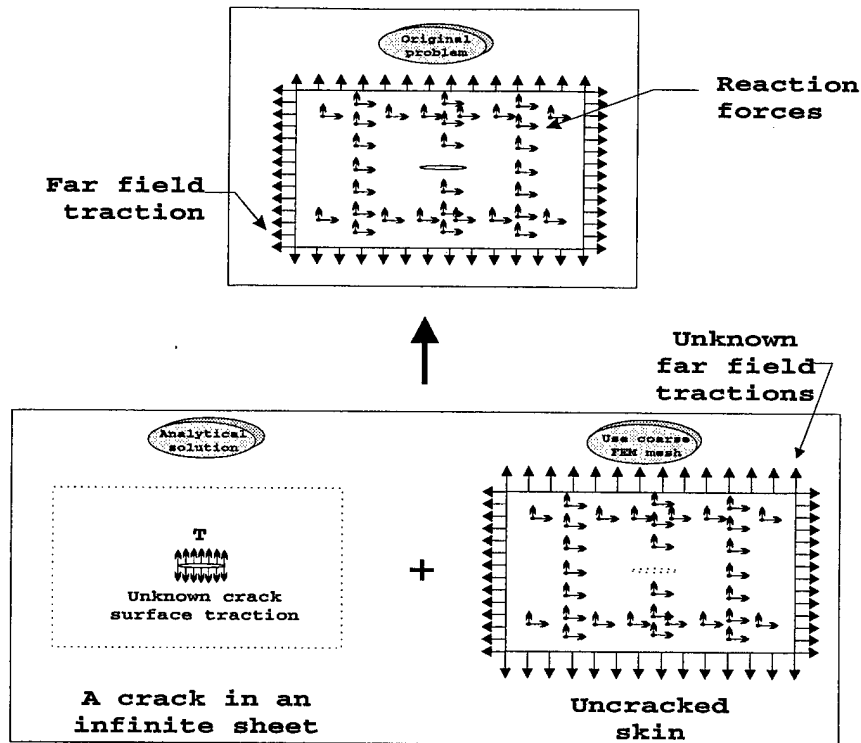 Original
problem
Reaction
forces
Far field
traction
Unknown
far field
tractions
Analytical
solution
Use coarse
FEM mesh
T
+
Unknown crack
surface traction
A crack in an
infinite sheet
Uncracked
skin